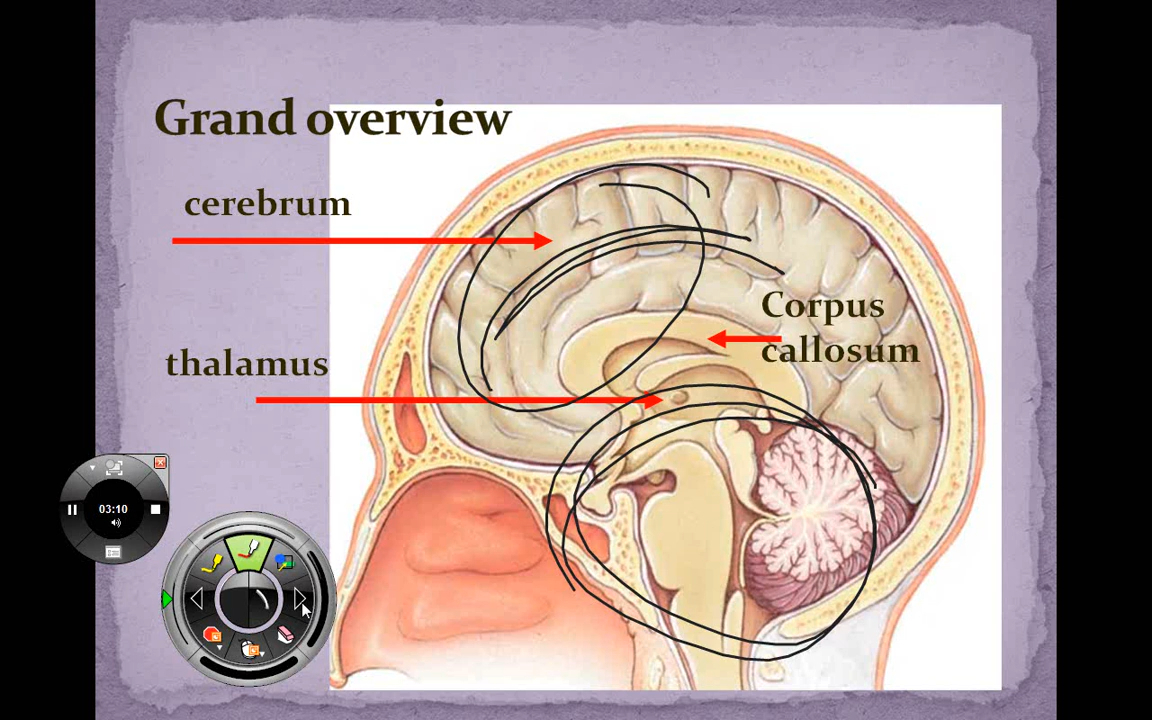 Grand overview
cerebrum
Corpus
callosum
thalamus
03:10